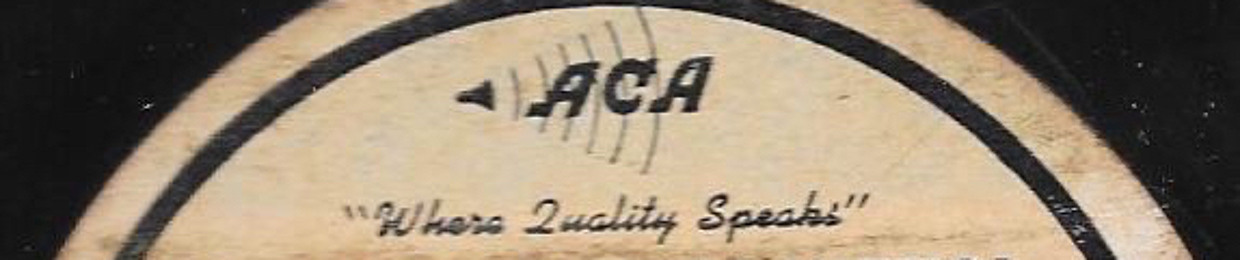 ACA
"Where Quality Speaks"